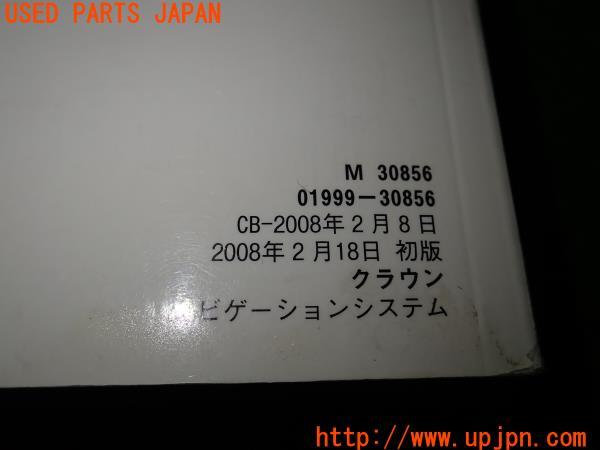 USED PARTS JAPAN
M 30856
01999-30856
CB-2008年2月8日
2008年2月18日 初版
クラウン
ビゲーションシステム
http://www.upjpn.com/